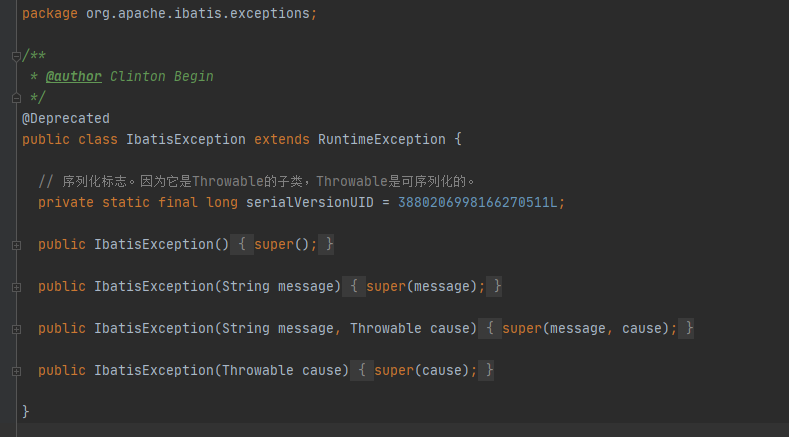 package org.apache.ibatis.exceptions;
/**
 * @author Clinton Begin
 */
@Deprecated
public class IbatisException extends RuntimeException {
  // 序列化标志。因为它是Throwable的子类，Throwable是可序列化的。
  private static final long serialVersionUID = 3880206998166270511L;
  public IbatisException() { super(); }
  public IbatisException(String message) { super(message); }
  public IbatisException(String message, Throwable cause) { super(message, cause); }
  public IbatisException(Throwable cause) { super(cause); }
}